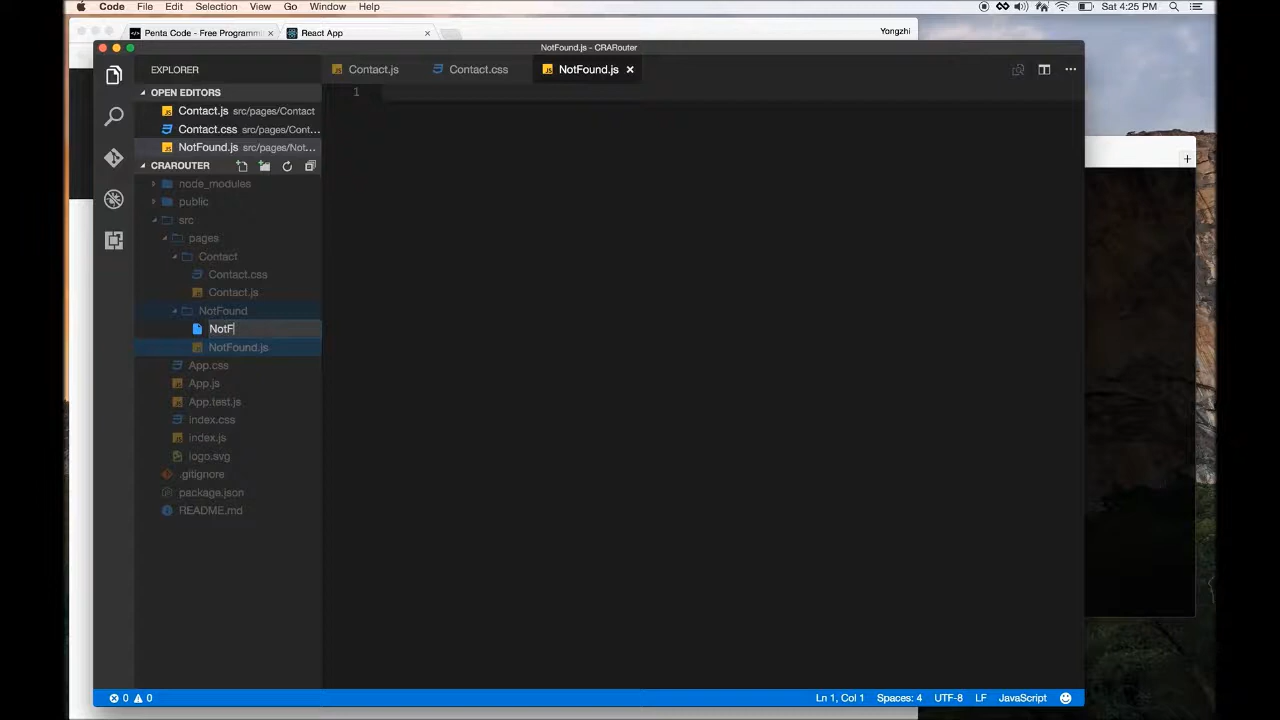 Code File Edit Selection View Go Window Help Sat 4:25 PM
Penta Code - Free Programm
React App
Yongzhi
NotFound.js - CRARouter
EXPLORER
Contact.js
Contact.css
NotFound.js
OPEN EDITORS
Contact.js src/pages/Contact
Contact.css src/pages/Cont...
NotFound.js src/pages/Not...
CRAROUTER
node_modules
public
src
pages
Contact
Contact.css
Contact.js
NotFound
NotF
NotFound.js
App.css
App.js
App.test.js
index.css
index.js
logo.svg
.gitignore
package.json
README.md
1
0 0 Ln 1, Col 1 Spaces: 4 UTF-8 LF JavaScript